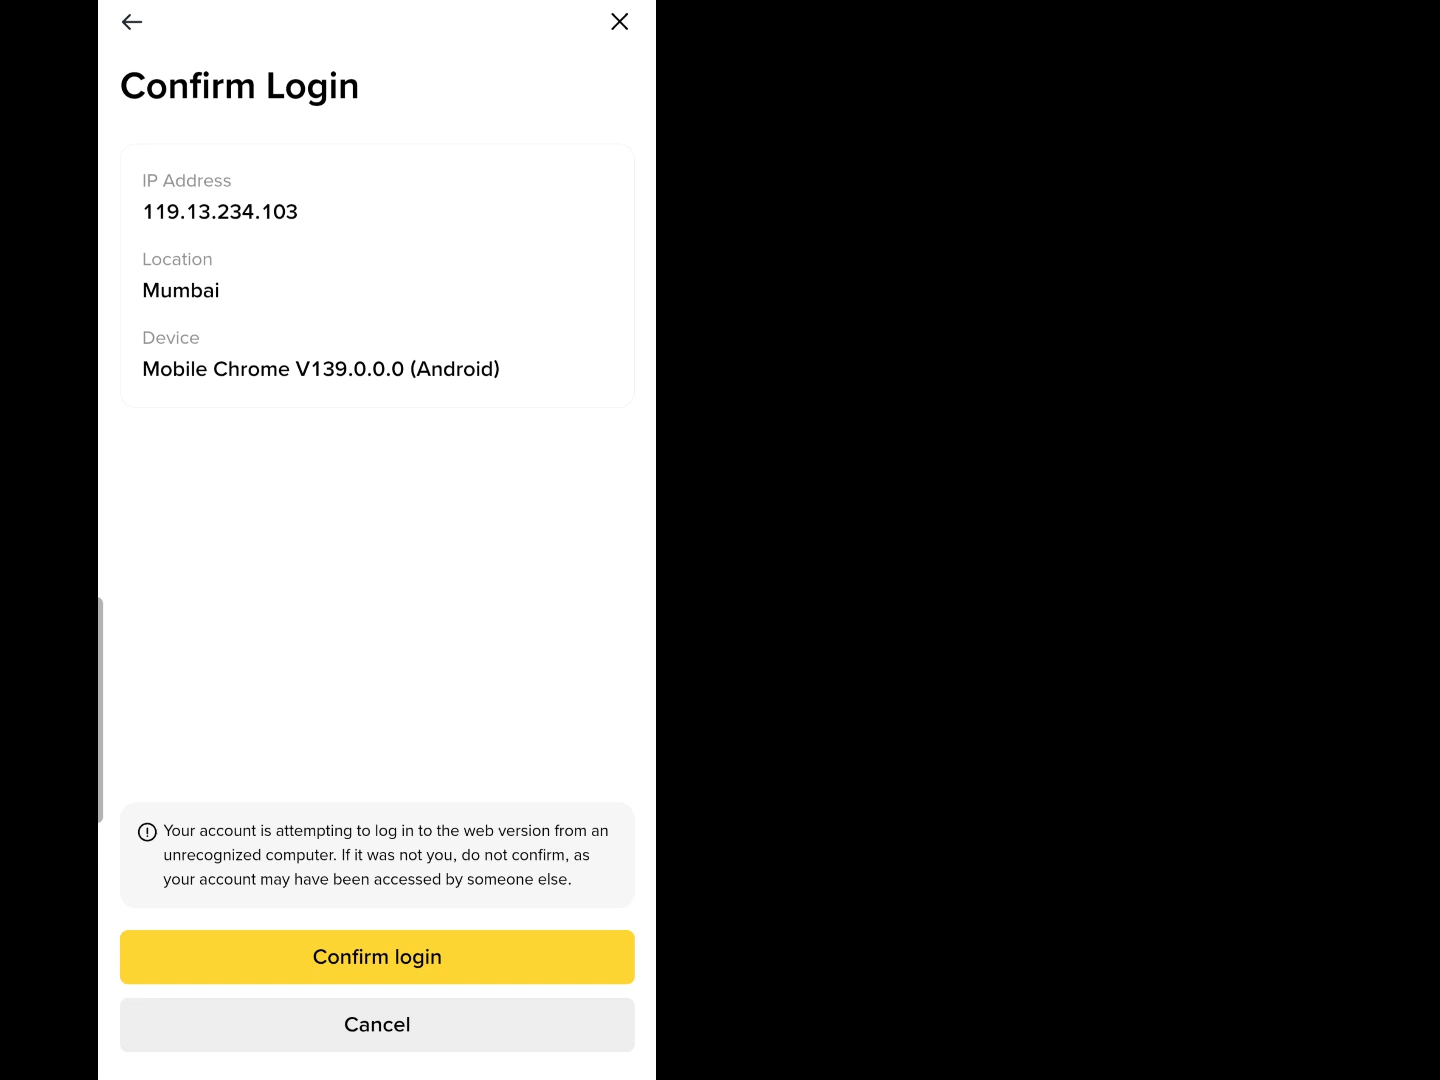 Confirm Login
IP Address
119.13.234.103
Location
Mumbai
Device
Mobile Chrome V139.0.0.0 (Android)
Your account is attempting to log in to the web version from an
unrecognized computer. If it was not you, do not confirm, as
your account may have been accessed by someone else.
Confirm login
Cancel